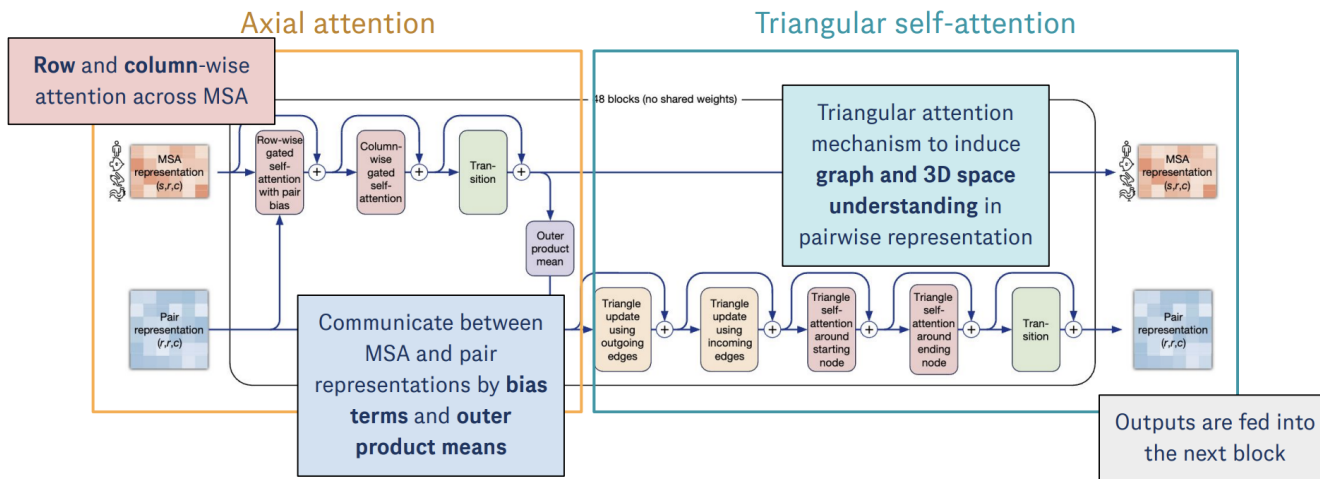 Axial attention
Triangular self-attention
Row and column-wise
attention across MSA
48 blocks (no shared weights)
Triangular attention
mechanism to induce
graph and 3D space
understanding in
pairwise representation
MSA
representation
(s,r,c)
Row-wise
gated
self-
attention
with pair
bias
+
Column-
wise
gated
self-
attention
+
Tran-
sition
+
MSA
representation
(s,r,c)
Outer
product
mean
Pair
representation
(r,r,c)
Communicate between
MSA and pair
representations by bias
terms and outer
product means
Triangle
update
using
outgoing
edges
+
Triangle
update
using
incoming
edges
+
Triangle
self-
attention
around
starting
node
+
Triangle
self-
attention
around
ending
node
+
Tran-
sition
+
Pair
representation
(r,r,c)
Outputs are fed into
the next block